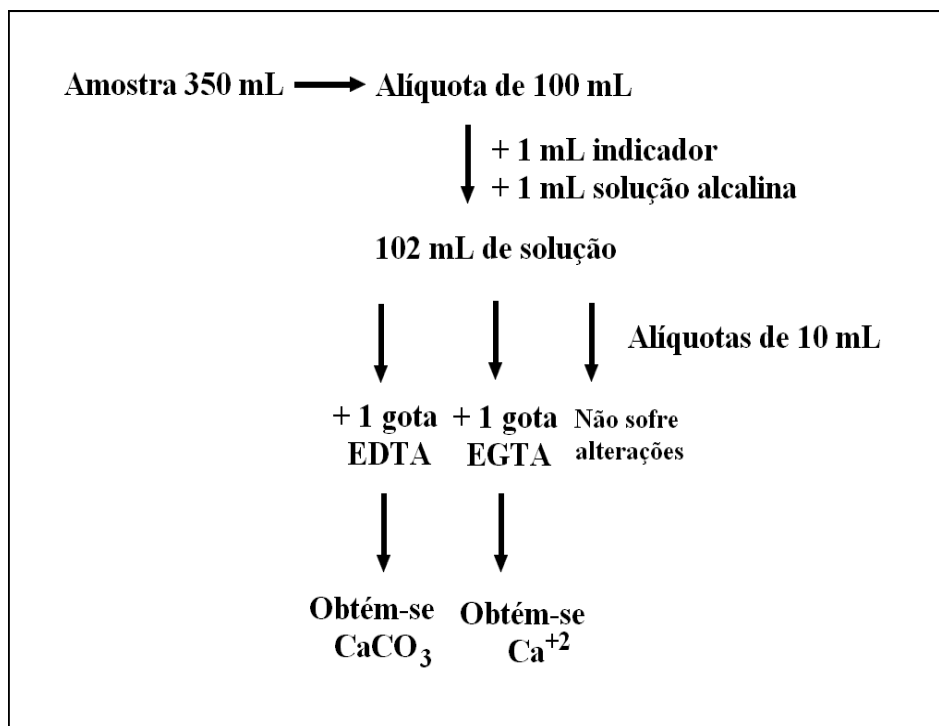 Amostra 350 mL Alíquota de 100 mL
+ 1 mL indicador
+ 1 mL solução alcalina
102 mL de solução
Alíquotas de 10 mL
+ 1 gota
EDTA
+ 1 gota
EGTA
Não sofre
alterações
Obtém-se
CaCO3
Obtém-se
Ca+2